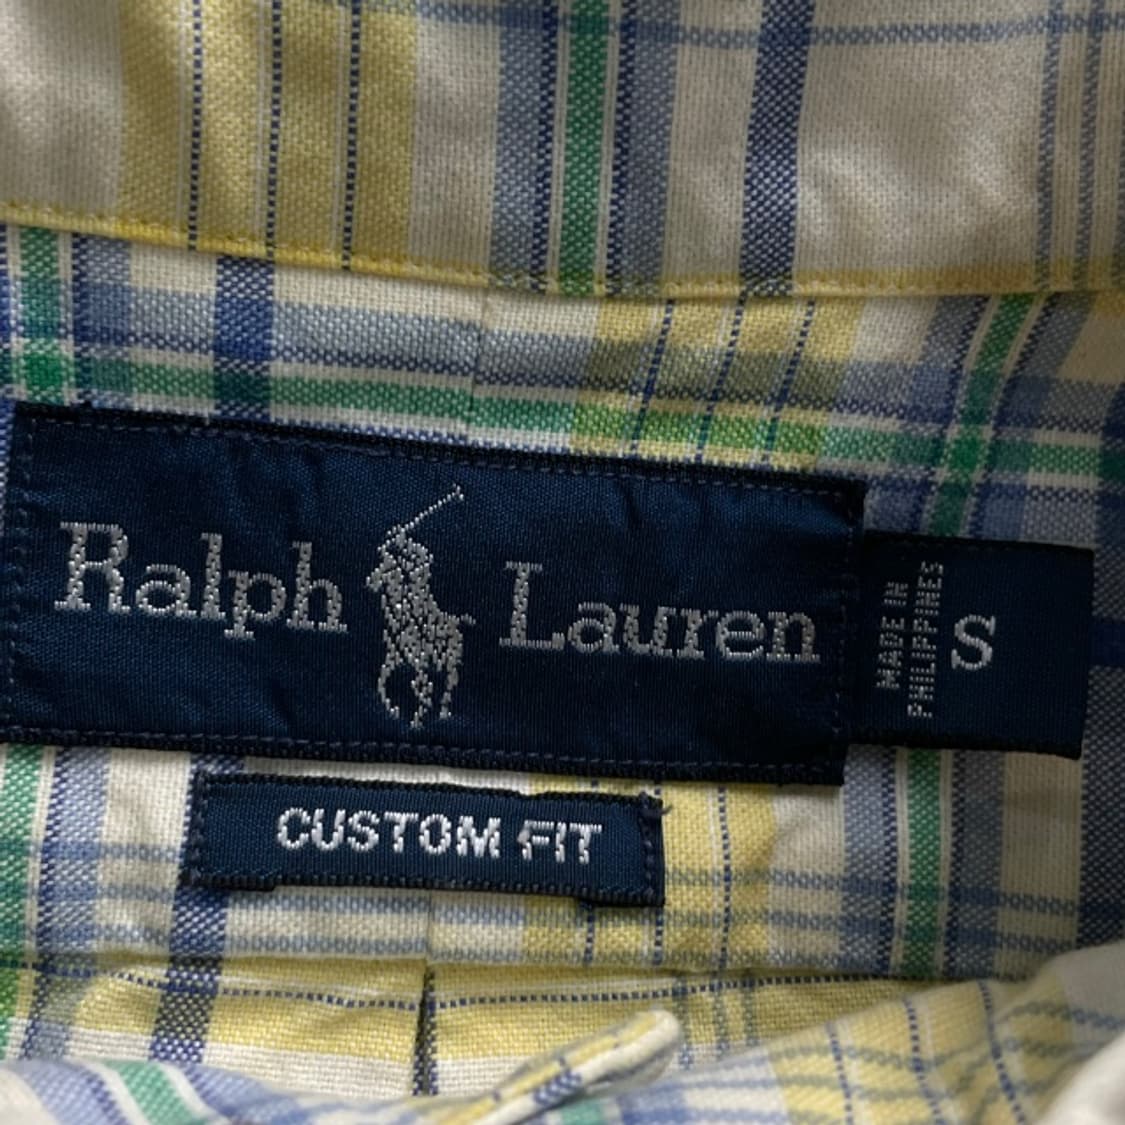 Ralph Lauren
MADE IN
PHILIPPINES
S
CUSTOM FIT